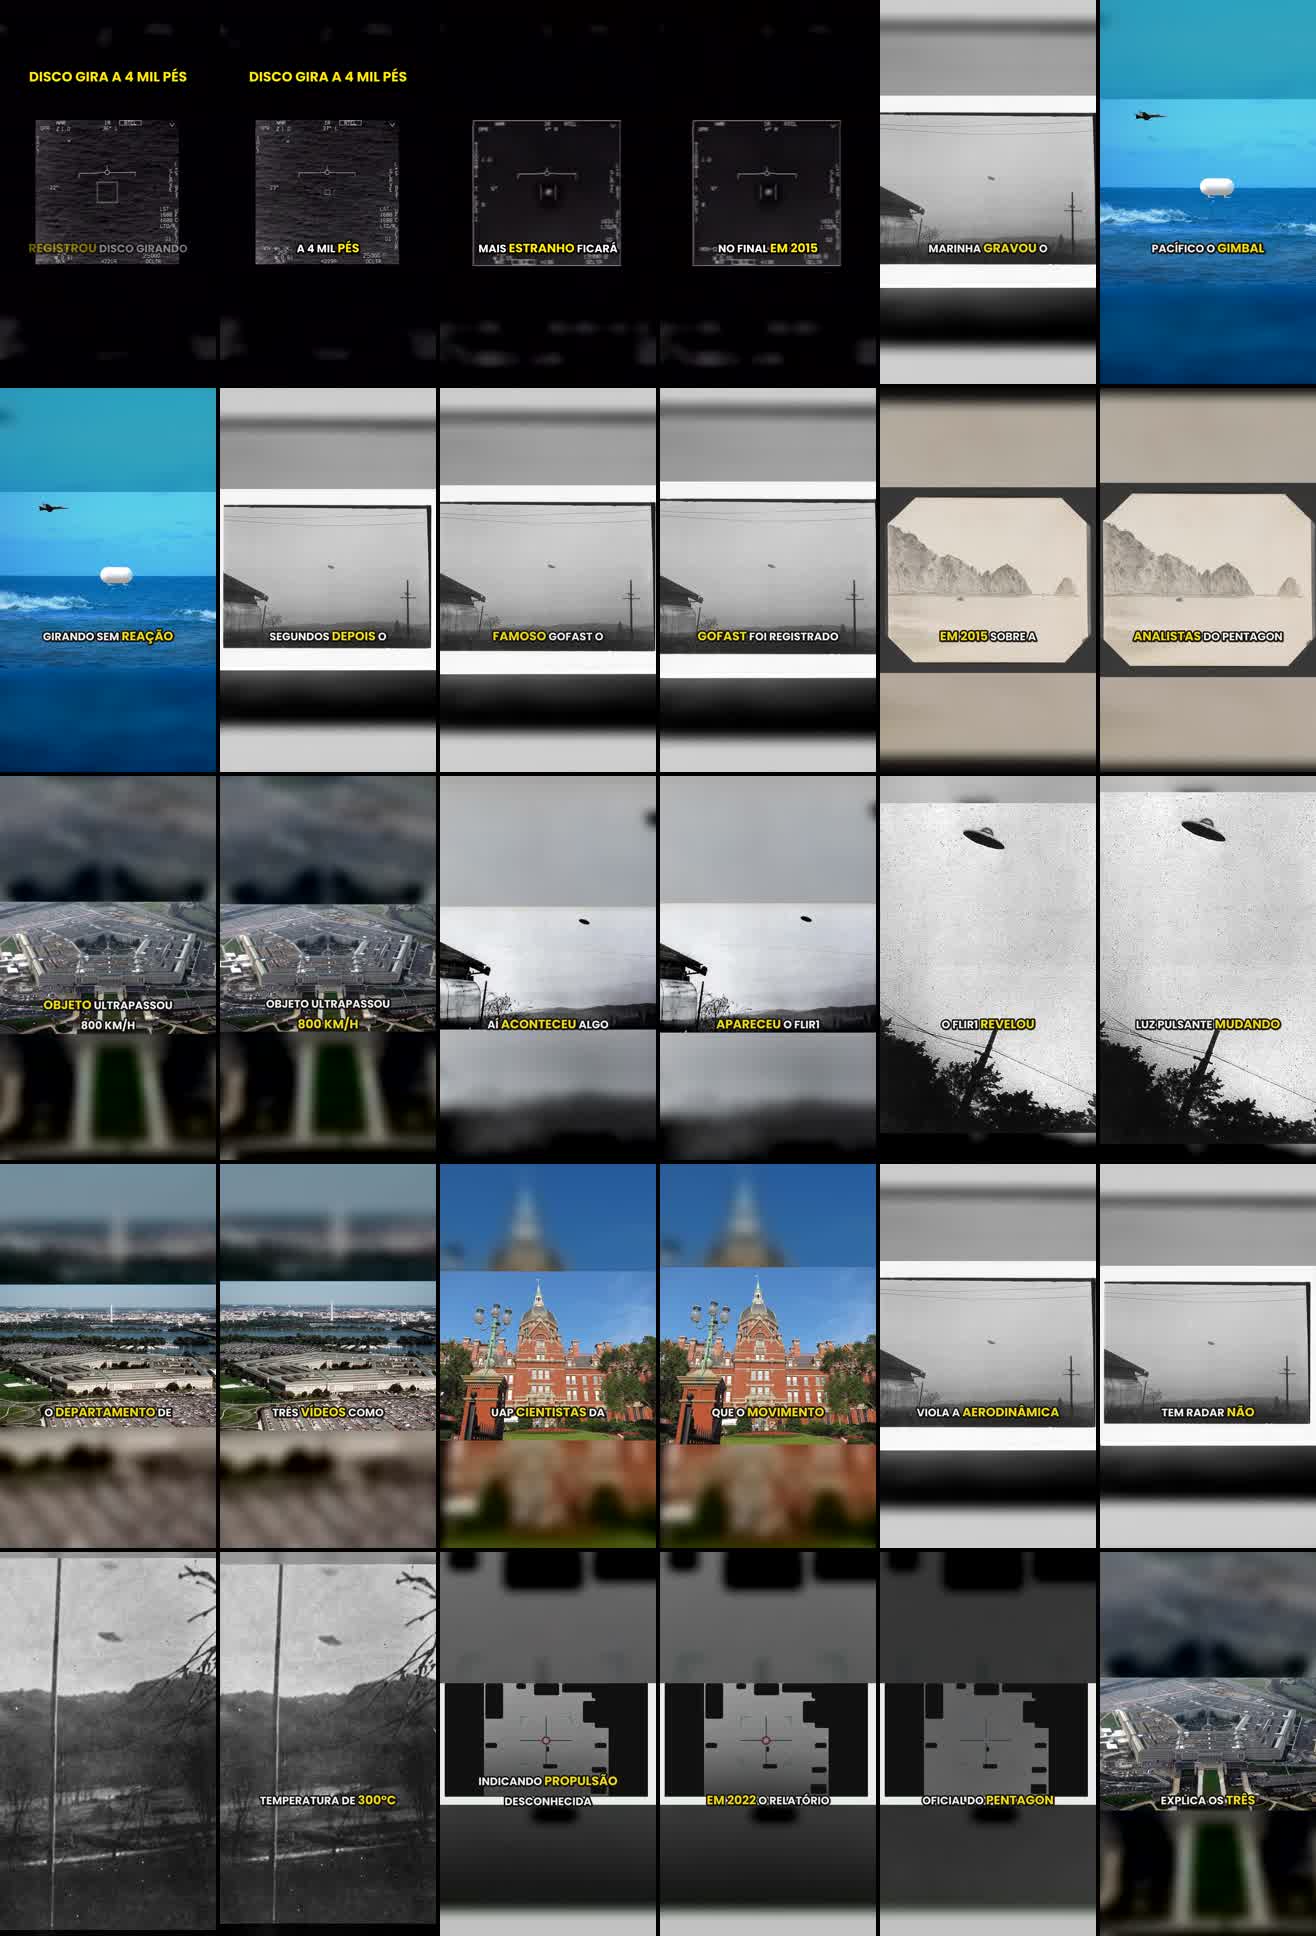 DISCO GIRA A 4 MIL PÉS
REGISTROU DISCO GIRANDO
DISCO GIRA A 4 MIL PÉS
A 4 MIL PÉS
MAIS ESTRANHO FICARÁ
NO FINAL EM 2015
MARINHA GRAVOU O
PACÍFICO O GIMBAL
GIRANDO SEM REAÇÃO
SEGUNDOS DEPOIS O
FAMOSO GOFAST O
GOFAST FOI REGISTRADO
EM 2015 SOBRE A
ANALISTAS DO PENTAGON
OBJETO ULTRAPASSOU
800 KM/H
OBJETO ULTRAPASSOU
800 KM/H
AÍ ACONTECEU ALGO
APARECEU O FLIR1
O FLIR1 REVELOU
LUZ PULSANTE MUDANDO
O DEPARTAMENTO DE
TRÊS VÍDEOS COMO
UAP CIENTISTAS DA
QUE O MOVIMENTO
VIOLA A AERODINÂMICA
TEM RADAR NÃO
TEMPERATURA DE 300°C
INDICANDO PROPULSÃO
DESCONHECIDA
EM 2022 O RELATÓRIO
OFICIAL DO PENTAGON
EXPLICA OS TRÊS